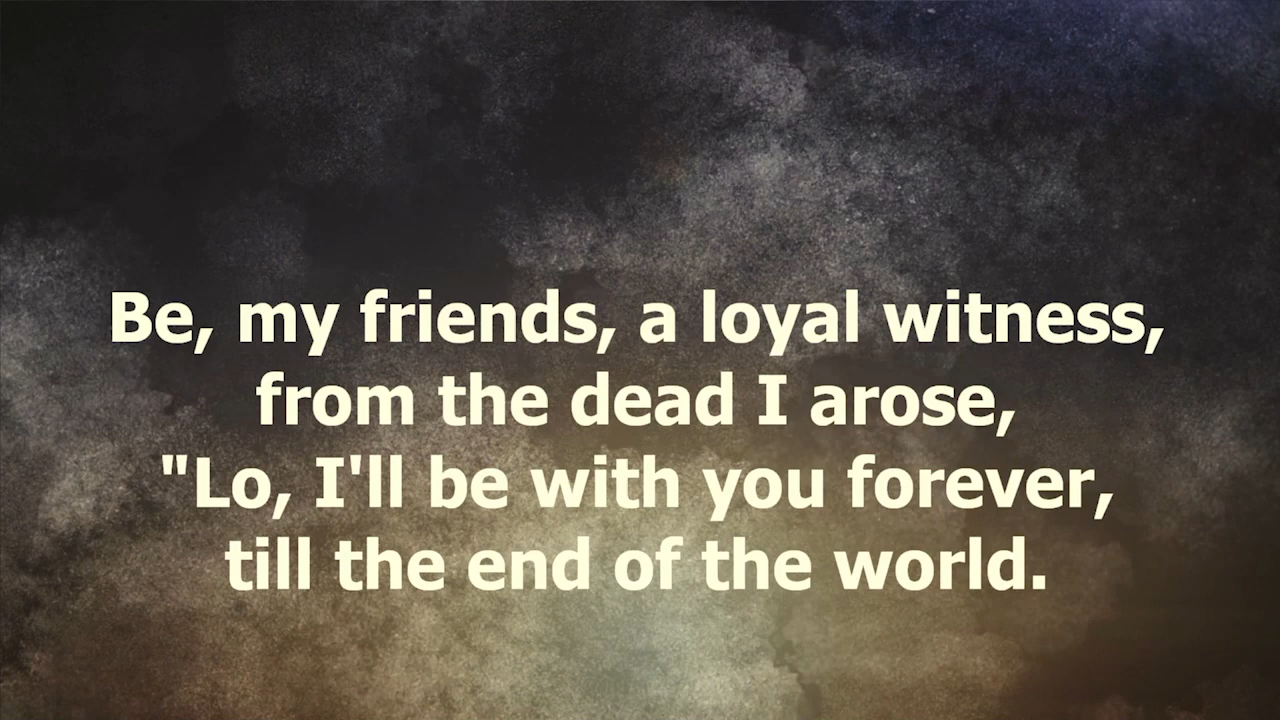 Be, my friends, a loyal witness,
from the dead I arose,
"Lo, I'll be with you forever,
till the end of the world.